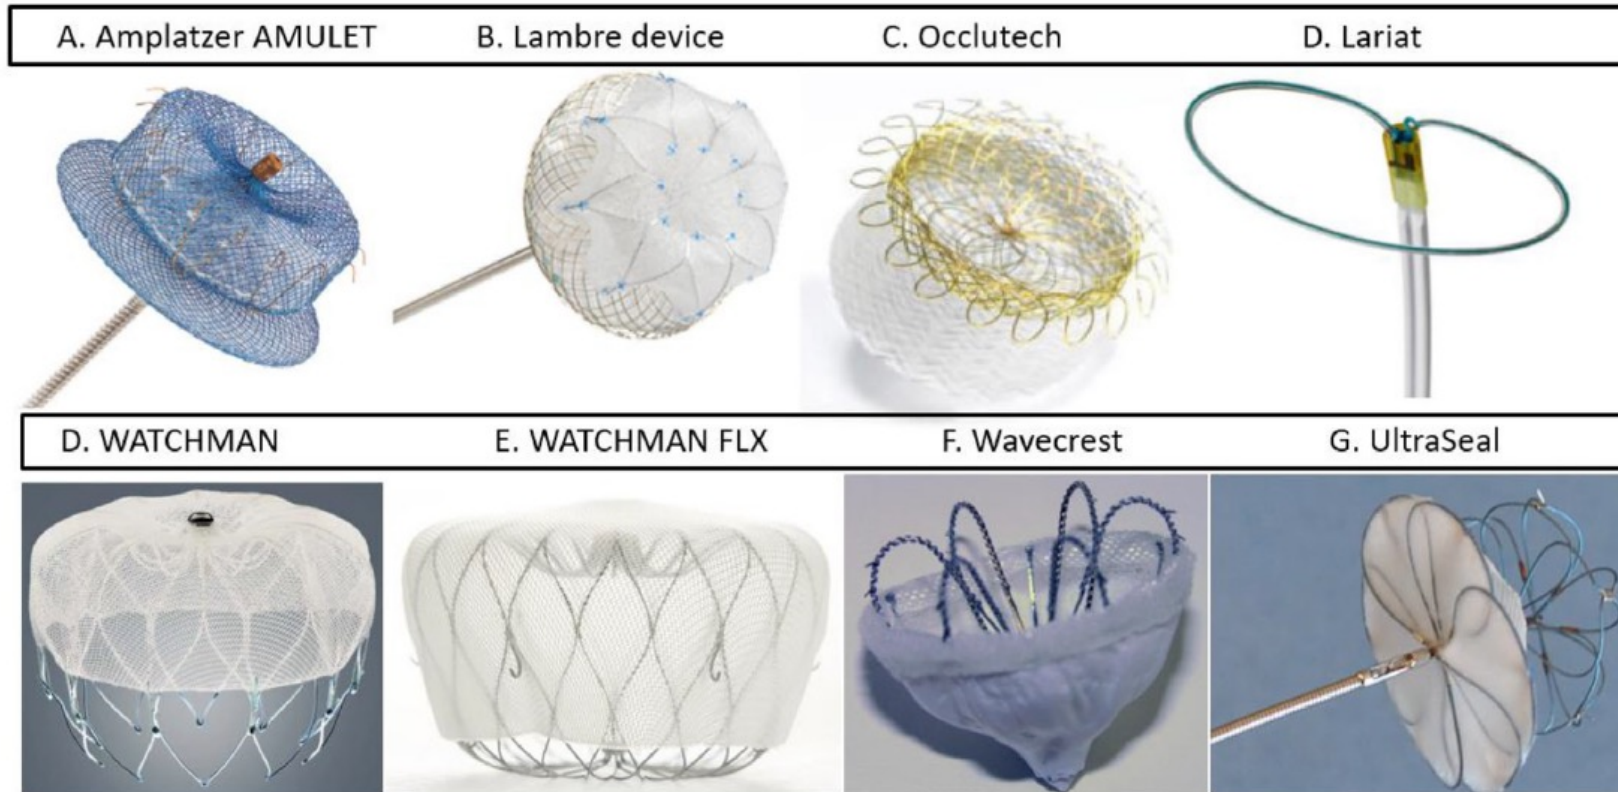 A. Amplatzer AMULET B. Lambre device C. Occlutech D. Lariat
D. WATCHMAN E. WATCHMAN FLX F. Wavecrest G. UltraSeal